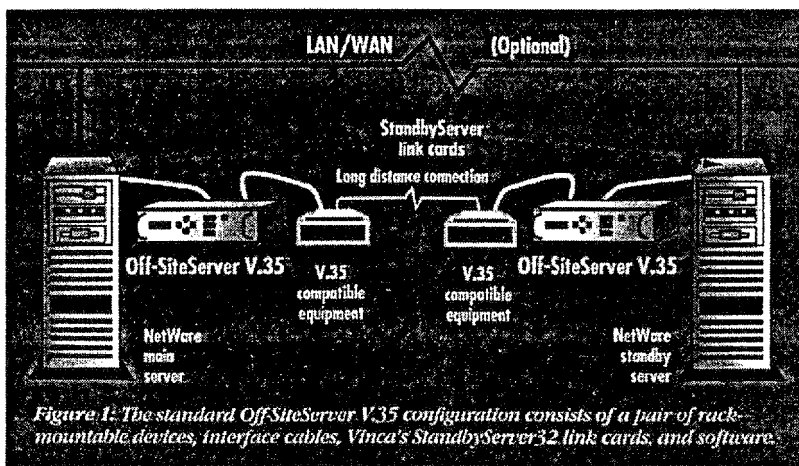 LAN/WAN (Optional)
StandbyServer
link cards
Long distance connection
Off-SiteServer V.35
V.35
compatible
equipment
V.35
compatible
equipment
Off-SiteServer V.35
NetWare
main
server
NetWare
standby
server
Figure 1: The standard Off-SiteServer V.35 configuration consists of a pair of rack-
mountable devices, interface cables, Vinca's StandbyServer32 link cards, and software.